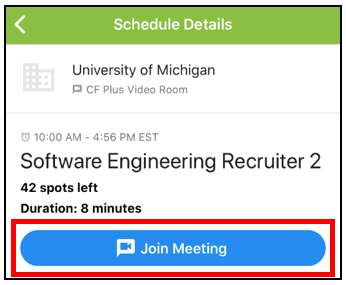 Schedule Details
University of Michigan
CF Plus Video Room
10:00 AM - 4:56 PM EST
Software Engineering Recruiter 2
42 spots left
Duration: 8 minutes
Join Meeting